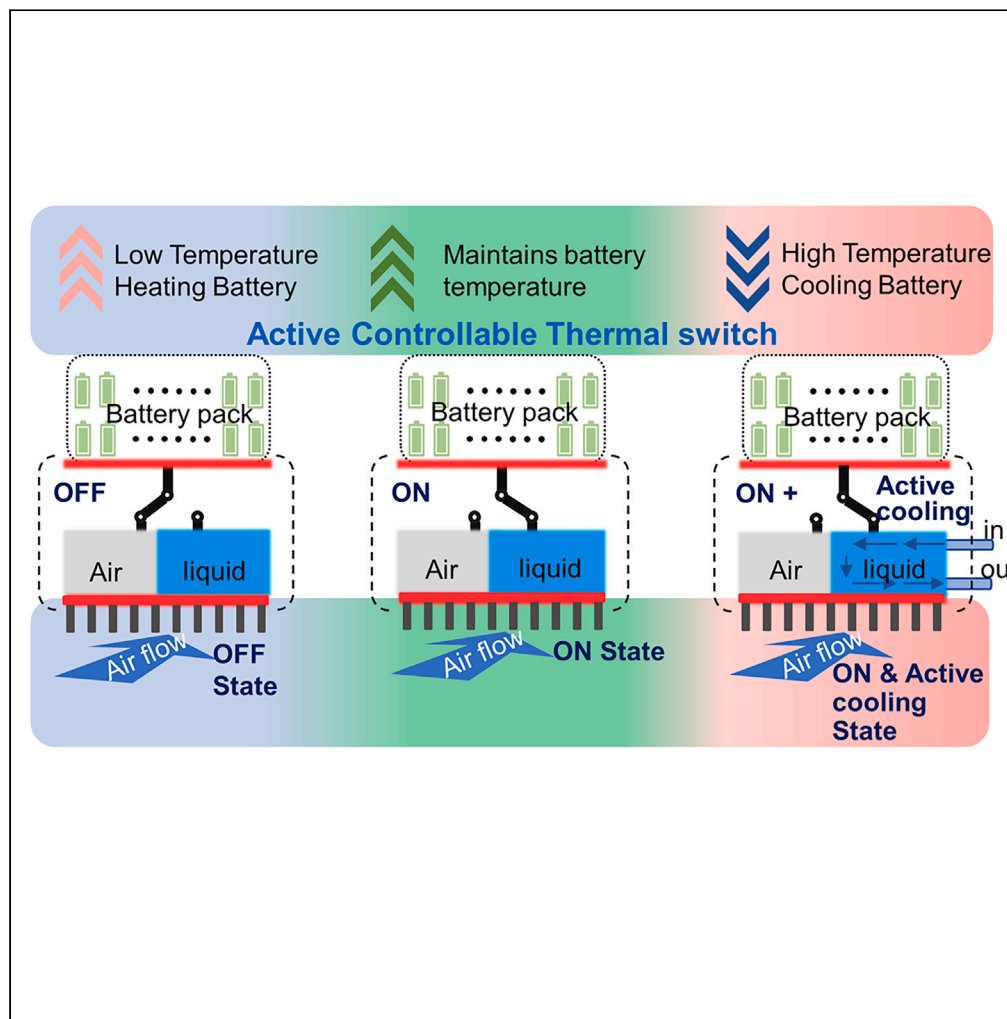 Low Temperature
Heating Battery
Maintains battery
temperature
High Temperature
Cooling Battery
Active Controllable Thermal switch
Battery pack
OFF
Air
liquid
Air flow
OFF
State
Battery pack
ON
Air
liquid
Air flow
ON State
Battery pack
ON +
Active
cooling
in
Air
liquid
ou
Air flow
ON & Active
cooling
State